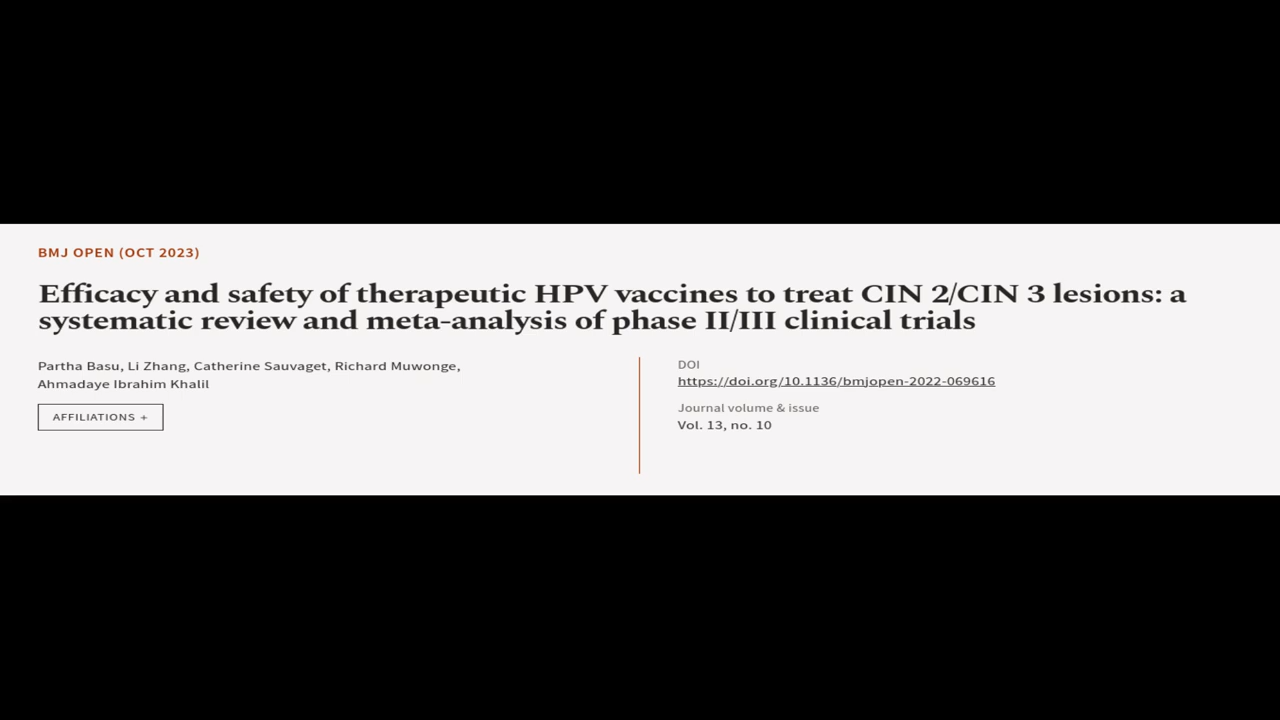 BMJ OPEN (OCT 2023)
Efficacy and safety of therapeutic HPV vaccines to treat CIN 2/CIN 3 lesions: a
systematic review and meta-analysis of phase II/III clinical trials
Partha Basu, Li Zhang, Catherine Sauvaget, Richard Muwonge,
Ahmadaye Ibrahim Khalil
AFFILIATIONS +
DOI
https://doi.org/10.1136/bmjopen-2022-069616
Journal volume & issue
Vol. 13, no. 10